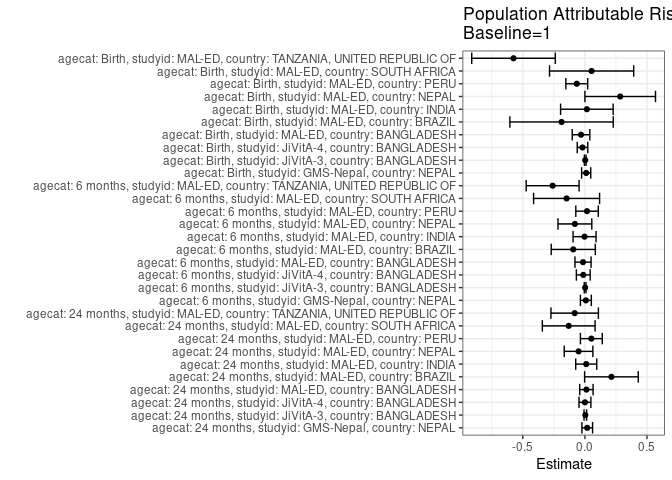 Population Attributable Ris
Baseline=1
agecat: Birth, studyid: MAL-ED, country: TANZANIA, UNITED REPUBLIC OF
agecat: Birth, studyid: MAL-ED, country: SOUTH AFRICA
agecat: Birth, studyid: MAL-ED, country: PERU
agecat: Birth, studyid: MAL-ED, country: NEPAL
agecat: Birth, studyid: MAL-ED, country: INDIA
agecat: Birth, studyid: MAL-ED, country: BRAZIL
agecat: Birth, studyid: MAL-ED, country: BANGLADESH
agecat: Birth, studyid: JiVitA-4, country: BANGLADESH
agecat: Birth, studyid: JiVitA-3, country: BANGLADESH
agecat: Birth, studyid: GMS-Nepal, country: NEPAL
agecat: 6 months, studyid: MAL-ED, country: TANZANIA, UNITED REPUBLIC OF
agecat: 6 months, studyid: MAL-ED, country: SOUTH AFRICA
agecat: 6 months, studyid: MAL-ED, country: PERU
agecat: 6 months, studyid: MAL-ED, country: NEPAL
agecat: 6 months, studyid: MAL-ED, country: INDIA
agecat: 6 months, studyid: MAL-ED, country: BRAZIL
agecat: 6 months, studyid: MAL-ED, country: BANGLADESH
agecat: 6 months, studyid: JiVitA-4, country: BANGLADESH
agecat: 6 months, studyid: JiVitA-3, country: BANGLADESH
agecat: 6 months, studyid: GMS-Nepal, country: NEPAL
agecat: 24 months, studyid: MAL-ED, country: TANZANIA, UNITED REPUBLIC OF
agecat: 24 months, studyid: MAL-ED, country: SOUTH AFRICA
agecat: 24 months, studyid: MAL-ED, country: PERU
agecat: 24 months, studyid: MAL-ED, country: NEPAL
agecat: 24 months, studyid: MAL-ED, country: INDIA
agecat: 24 months, studyid: MAL-ED, country: BRAZIL
agecat: 24 months, studyid: MAL-ED, country: BANGLADESH
agecat: 24 months, studyid: JiVitA-4, country: BANGLADESH
agecat: 24 months, studyid: JiVitA-3, country: BANGLADESH
agecat: 24 months, studyid: GMS-Nepal, country: NEPAL
-0.5 0.0 0.5
Estimate